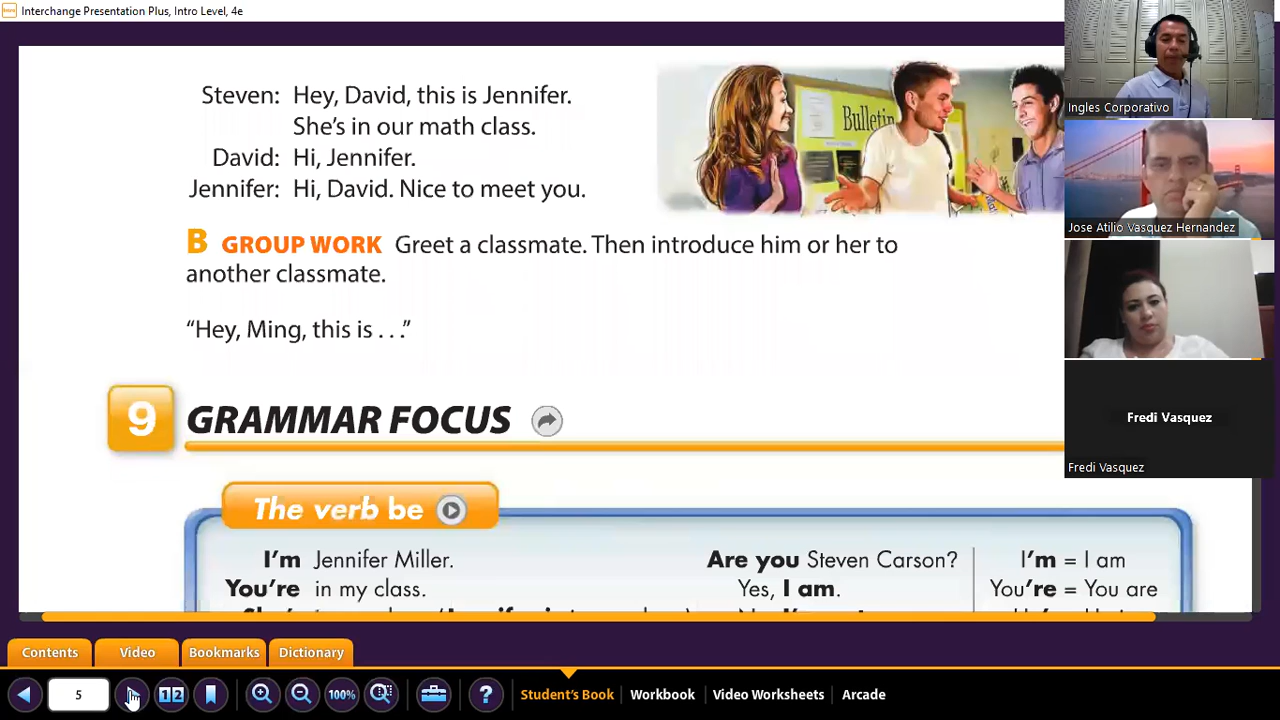 Interchange Presentation Plus, Intro Level, 4e
Steven: Hey, David, this is Jennifer.
She's in our math class.
David: Hi, Jennifer.
Jennifer: Hi, David. Nice to meet you.
Bulletin
B GROUP WORK Greet a classmate. Then introduce him or her to
another classmate.
“Hey, Ming, this is . . .”
9 GRAMMAR FOCUS
The verb be
I'm Jennifer Miller.
You're in my class.
Are you Steven Carson?
Yes, I am.
I'm = I am
You're = You are
Ingles Corporativo
Jose Atilio Vasquez Hernandez
Fredi Vasquez
Fredi Vasquez
Contents Video Bookmarks Dictionary
5 1 2 100% ? Student's Book Workbook Video Worksheets Arcade